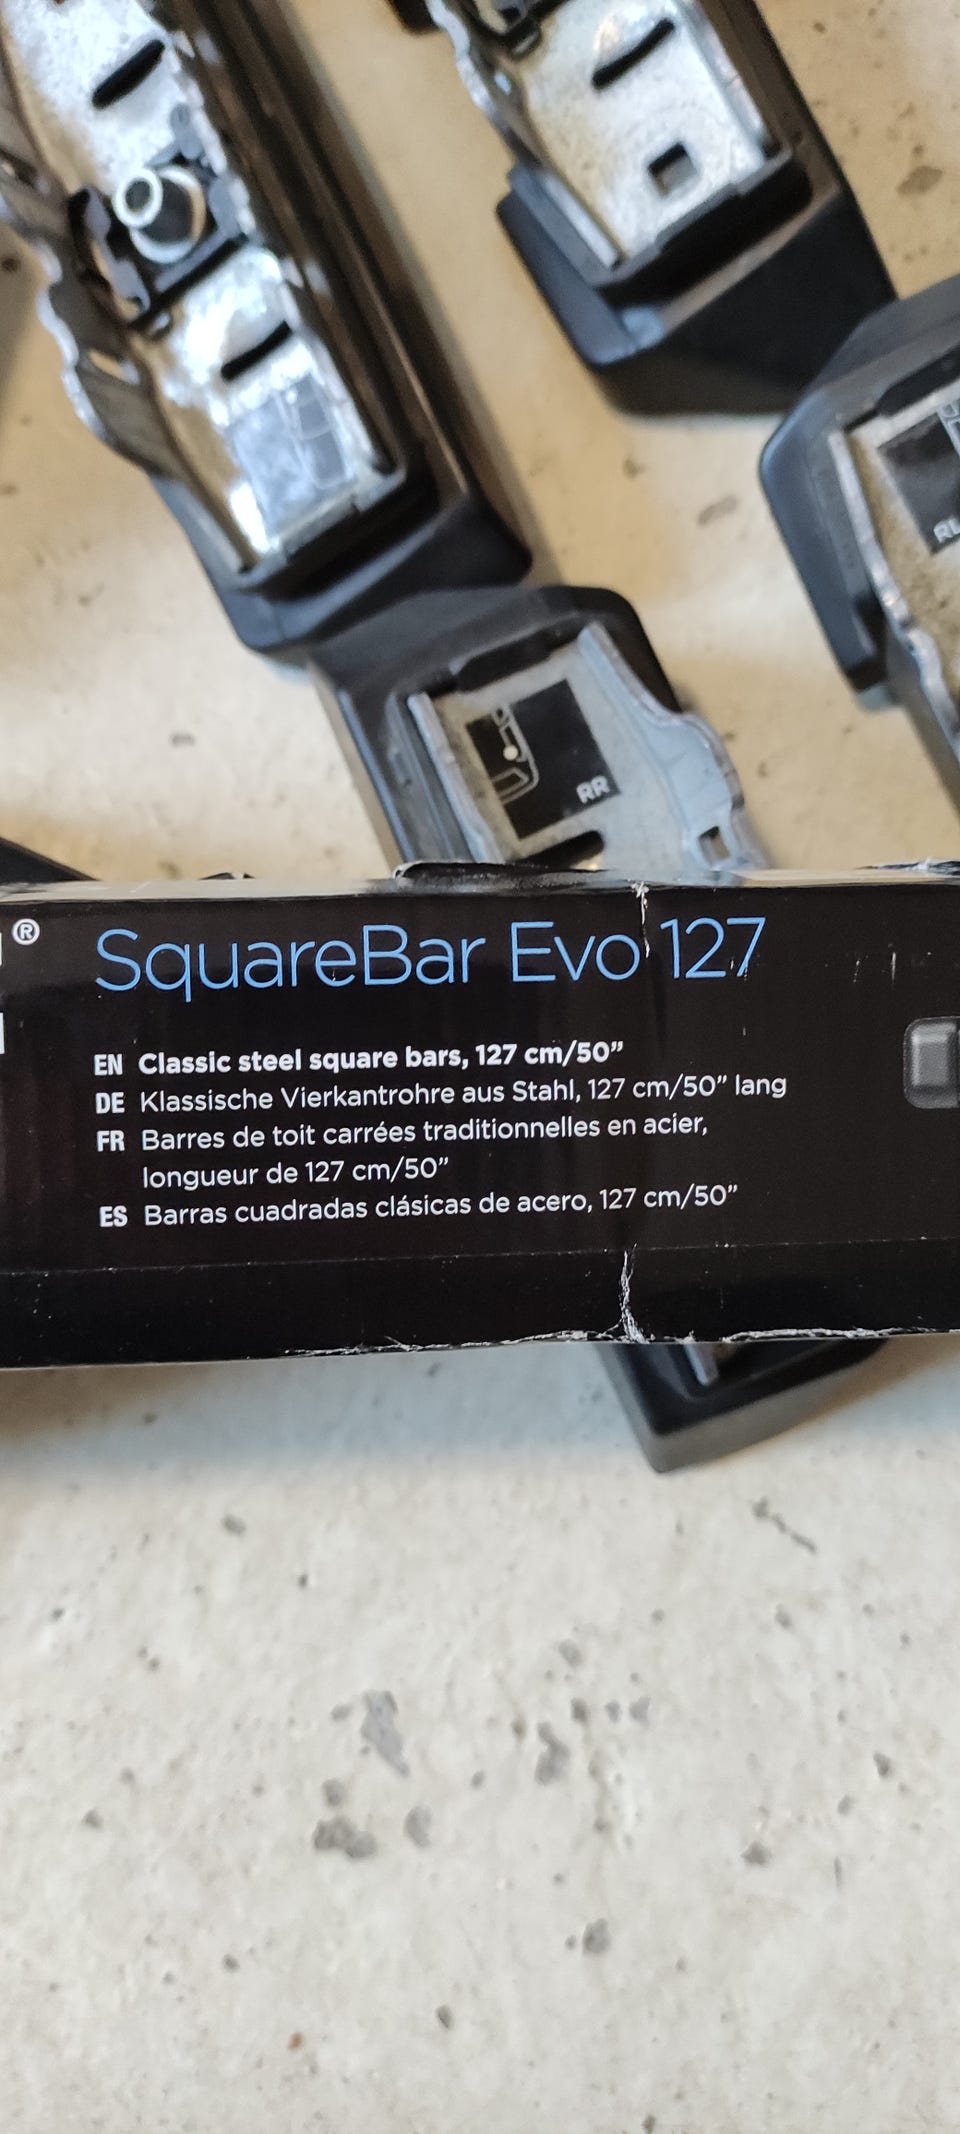 RL
RR
® SquareBar Evo 127
EN Classic steel square bars, 127 cm/50”
DE Klassische Vierkantrohre aus Stahl, 127 cm/50” lang
FR Barres de toit carrées traditionnelles en acier,
longueur de 127 cm/50”
ES Barras cuadradas clásicas de acero, 127 cm/50”